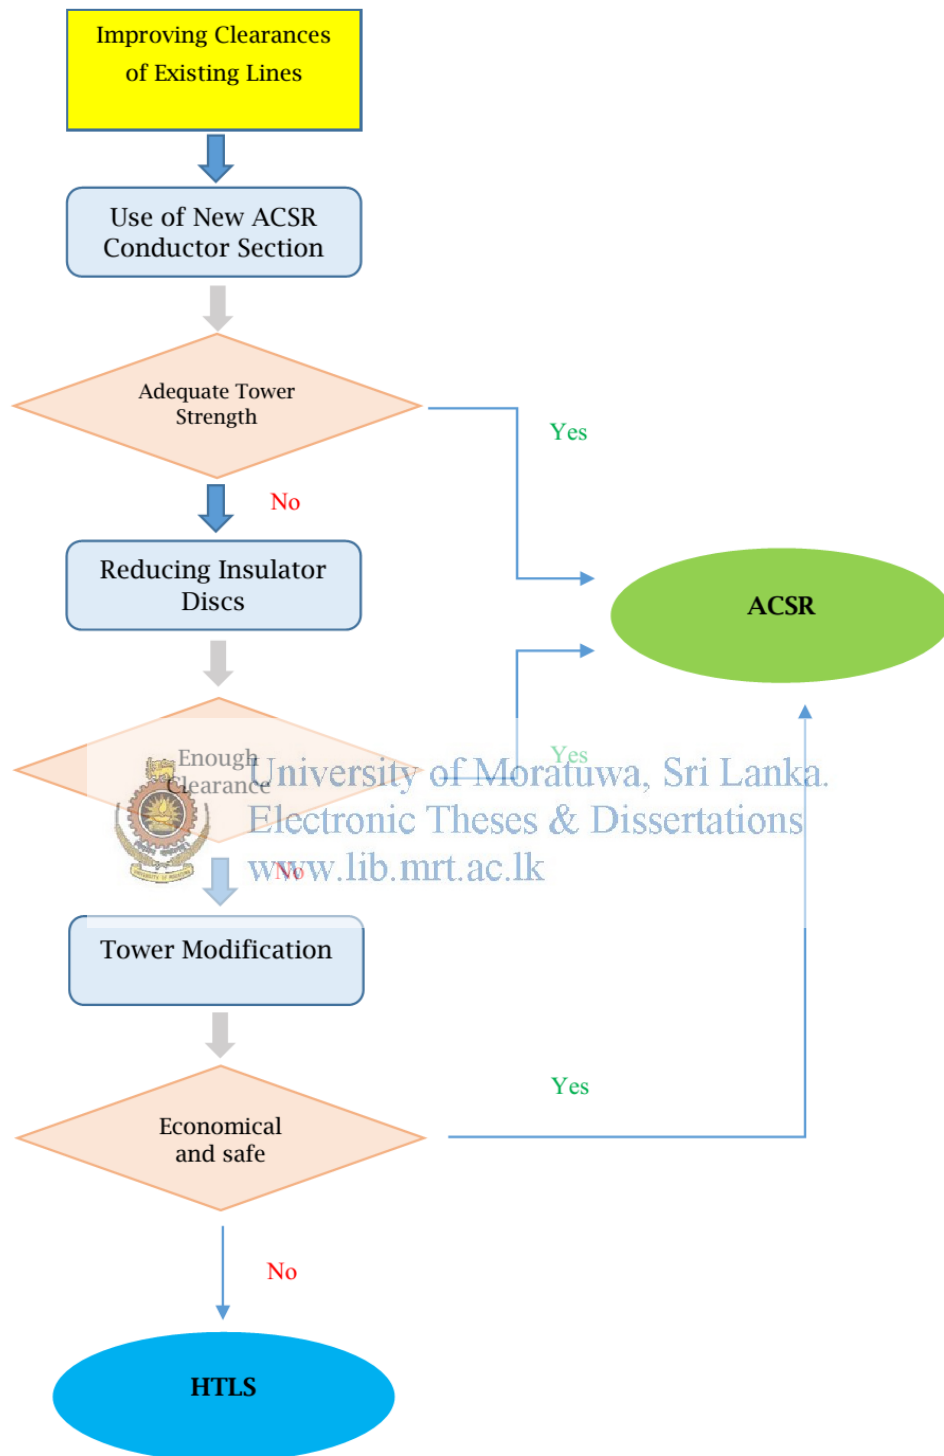 Improving Clearances
of Existing Lines
Use of New ACSR
Conductor Section
Adequate Tower
Strength
Yes
No
Reducing Insulator
Discs
ACSR
Enough
Clearance
Yes
University of Moratuwa, Sri Lanka.
Electronic Theses & Dissertations
www.lib.mrt.ac.lk
No
Tower Modification
Economical
and safe
Yes
No
HTLS